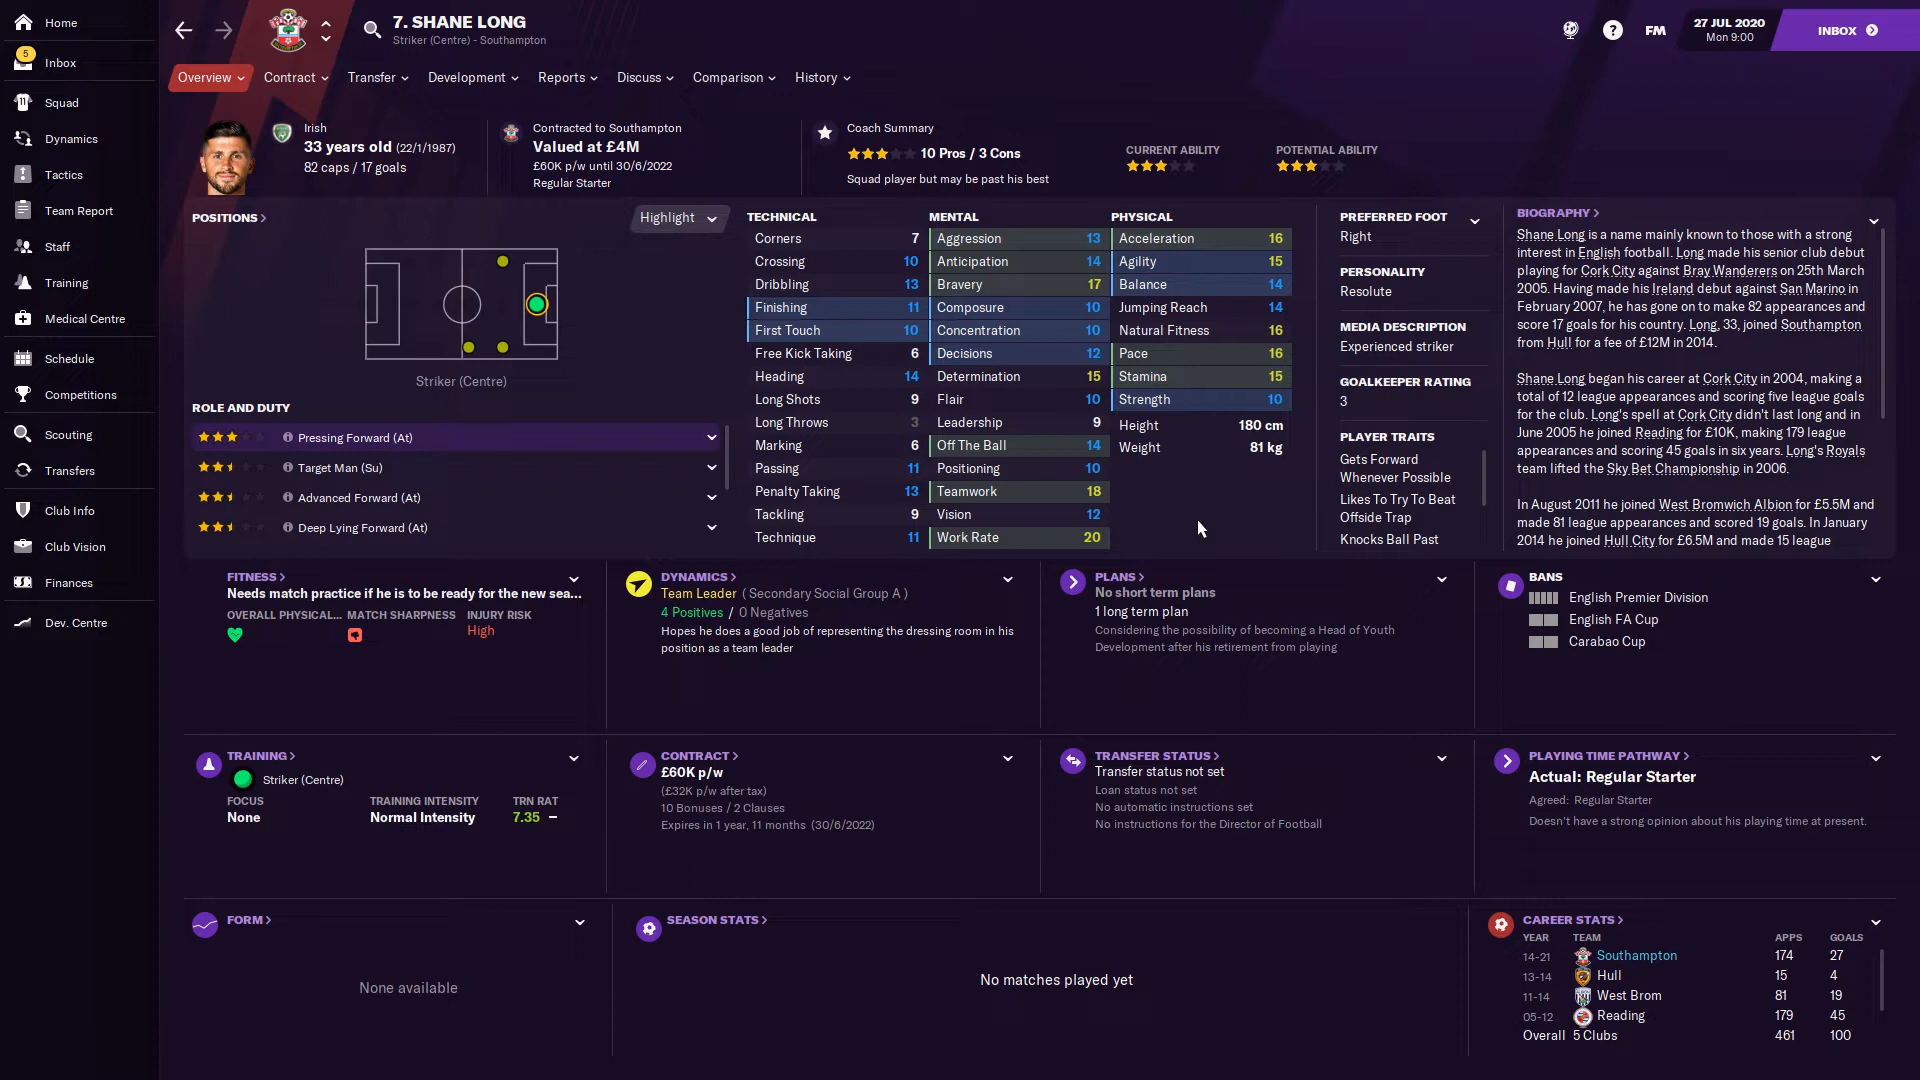 Home
5
Inbox
Squad
Dynamics
Tactics
Team Report
Staff
Training
Medical Centre
Schedule
Competitions
Scouting
Transfers
Club Info
Club Vision
Finances
Dev. Centre
7. SHANE LONG
Striker (Centre) - Southampton
FM
27 JUL 2020
Mon 9:00
INBOX
Overview
Contract
Transfer
Development
Reports
Discuss
Comparison
History
Irish
33 years old (22/1/1987)
82 caps / 17 goals
Contracted to Southampton
Valued at £4M
£60K p/w until 30/6/2022
Regular Starter
Coach Summary
10 Pros / 3 Cons
Squad player but may be past his best
CURRENT ABILITY
POTENTIAL ABILITY
POSITIONS >
Highlight
Striker (Centre)
ROLE AND DUTY
Pressing Forward (At)
Target Man (Su)
Advanced Forward (At)
Deep Lying Forward (At)
TECHNICAL
Corners 7
Crossing 10
Dribbling 13
Finishing 11
First Touch 10
Free Kick Taking 6
Heading 14
Long Shots 9
Long Throws 3
Marking 6
Passing 11
Penalty Taking 13
Tackling 9
Technique 11
MENTAL
Aggression 13
Anticipation 14
Bravery 17
Composure 10
Concentration 10
Decisions 12
Determination 15
Flair 10
Leadership 9
Off The Ball 14
Positioning 10
Teamwork 18
Vision 12
Work Rate 20
PHYSICAL
Acceleration 16
Agility 15
Balance 14
Jumping Reach 14
Natural Fitness 16
Pace 16
Stamina 15
Strength 10
Height 180 cm
Weight 81 kg
PREFERRED FOOT
Right
PERSONALITY
Resolute
MEDIA DESCRIPTION
Experienced striker
GOALKEEPER RATING
3
PLAYER TRAITS
Gets Forward
Whenever Possible
Likes To Try To Beat
Offside Trap
Knocks Ball Past
BIOGRAPHY >
Shane Long is a name mainly known to those with a strong
interest in English football. Long made his senior club debut
playing for Cork City against Bray Wanderers on 25th March
2005. Having made his Ireland debut against San Marino in
February 2007, he has gone on to make 82 appearances and
score 17 goals for his country. Long, 33, joined Southampton
from Hull for a fee of £12M in 2014.
Shane Long began his career at Cork City in 2004, making a
total of 12 league appearances and scoring five league goals
for the club. Long's spell at Cork City didn't last long and in
June 2005 he joined Reading for £10K, making 179 league
appearances and scoring 45 goals in six years. Long's Royals
team lifted the Sky Bet Championship in 2006.
In August 2011 he joined West Bromwich Albion for £5.5M and
made 81 league appearances and scored 19 goals. In January
2014 he joined Hull City for £6.5M and made 15 league
FITNESS >
Needs match practice if he is to be ready for the new sea...
OVERALL PHYSICAL... MATCH SHARPNESS INJURY RISK
High
DYNAMICS >
Team Leader ( Secondary Social Group A )
4 Positives / 0 Negatives
Hopes he does a good job of representing the dressing room in his
position as a team leader
PLANS >
No short term plans
1 long term plan
Considering the possibility of becoming a Head of Youth
Development after his retirement from playing
BANS
English Premier Division
English FA Cup
Carabao Cup
TRAINING >
Striker (Centre)
FOCUS TRAINING INTENSITY TRN RAT
None Normal Intensity 7.35 –
CONTRACT >
£60K p/w
(£32K p/w after tax)
10 Bonuses / 2 Clauses
Expires in 1 year, 11 months (30/6/2022)
TRANSFER STATUS >
Transfer status not set
Loan status not set
No automatic instructions set
No instructions for the Director of Football
PLAYING TIME PATHWAY >
Actual: Regular Starter
Agreed: Regular Starter
Doesn't have a strong opinion about his playing time at present.
FORM >
None available
SEASON STATS >
No matches played yet
CAREER STATS >
YEAR TEAM APPS GOALS
14-21 Southampton 174 27
13-14 Hull 15 4
11-14 West Brom 81 19
05-12 Reading 179 45
Overall 5 Clubs 461 100